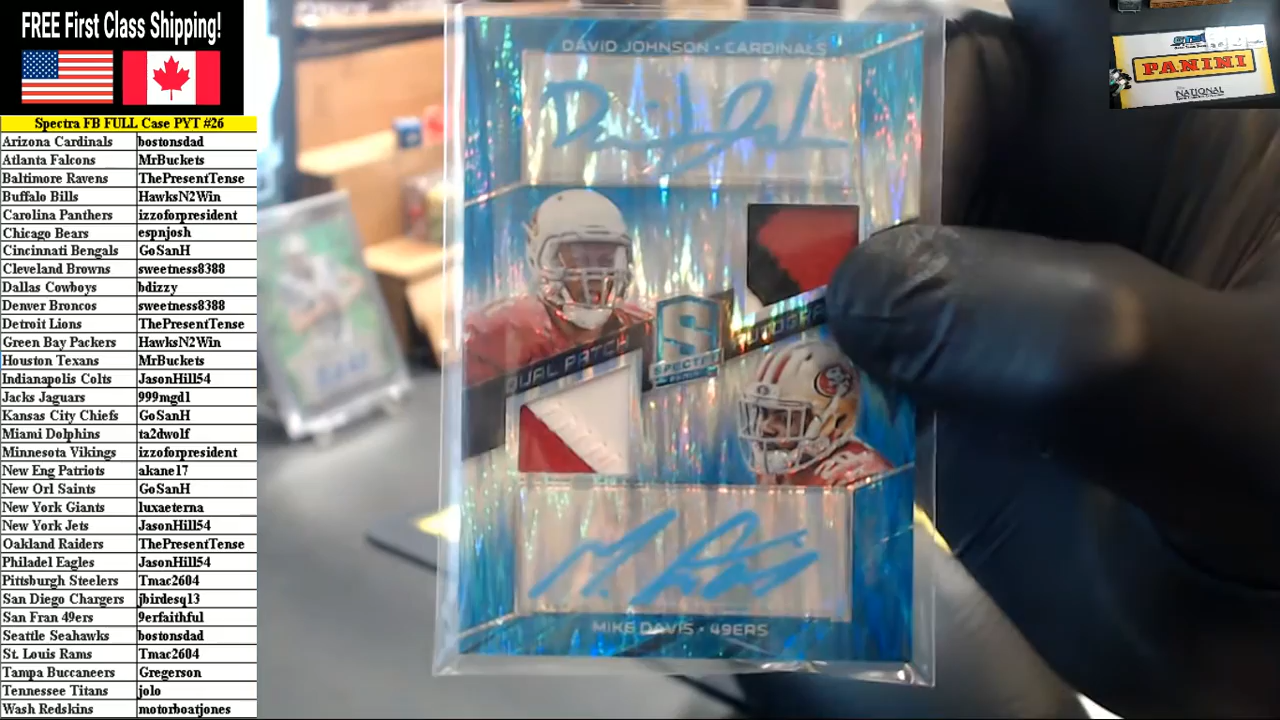 FREE First Class Shipping!
Spectra FB FULL Case PYT #26
Arizona Cardinals bostonsdad
Atlanta Falcons MrBuckets
Baltimore Ravens ThePresentTense
Buffalo Bills HawksN2Win
Carolina Panthers izzoforpresident
Chicago Bears espnjosh
Cincinnati Bengals GoSanH
Cleveland Browns sweetness8388
Dallas Cowboys bdizzy
Denver Broncos sweetness8388
Detroit Lions ThePresentTense
Green Bay Packers HawksN2Win
Houston Texans MrBuckets
Indianapolis Colts JasonHill54
Jacks Jaguars 999mgd1
Kansas City Chiefs GoSanH
Miami Dolphins ta2dwolf
Minnesota Vikings izzoforpresident
New Eng Patriots akane17
New Orl Saints GoSanH
New York Giants luxaeterna
New York Jets JasonHill54
Oakland Raiders ThePresentTense
Philadel Eagles JasonHill54
Pittsburgh Steelers Tmac2604
San Diego Chargers jbirdesq13
San Fran 49ers 9erfaithful
Seattle Seahawks bostonsdad
St. Louis Rams Tmac2604
Tampa Buccaneers Gregerson
Tennessee Titans jolo
Wash Redskins motorboatjones
DAVID JOHNSON • CARDINALS
DUAL PATCH
S
SPECTRA
MIKE DAVIS • 49ERS
PANINI
NATIONAL